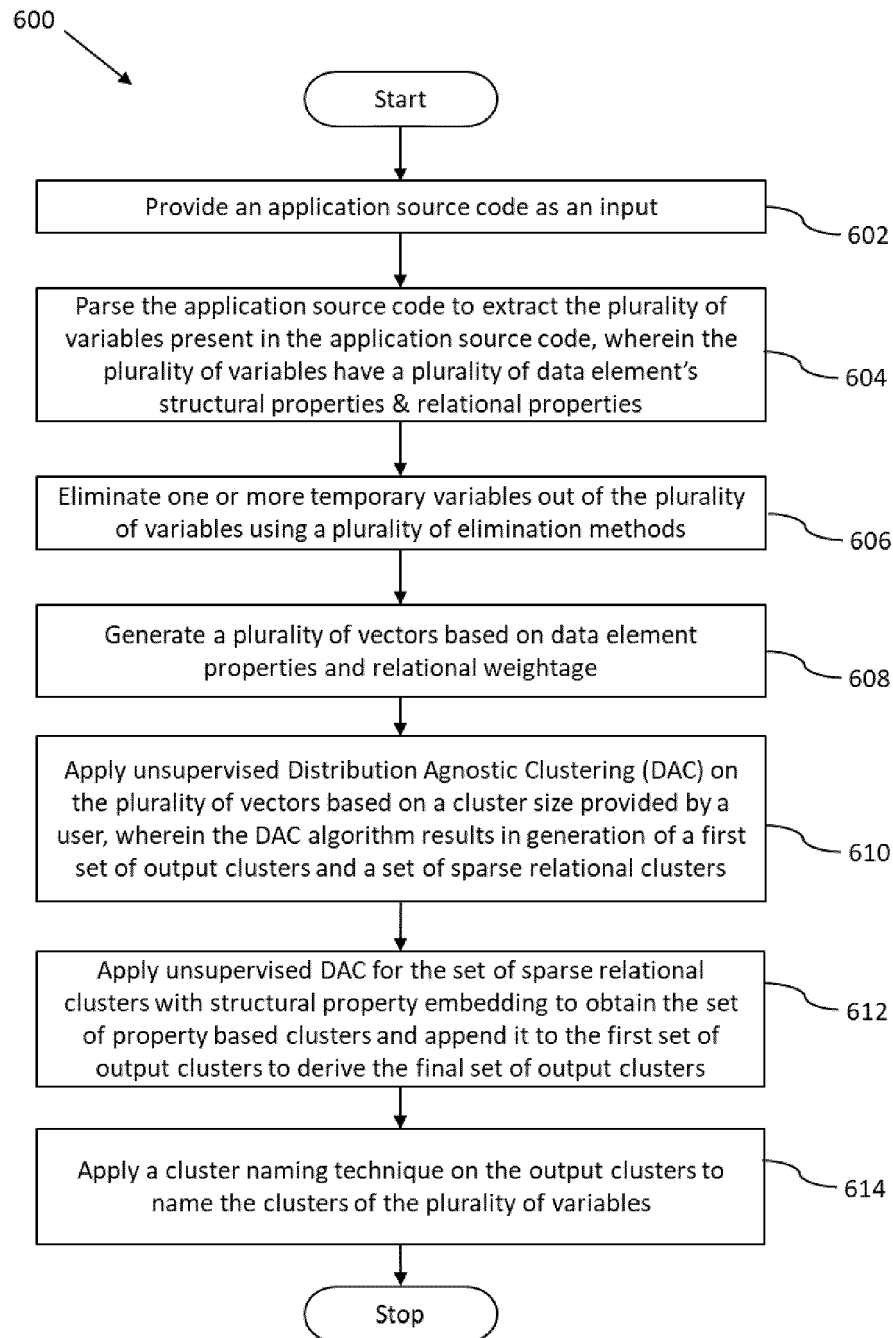 600
Start
Provide an application source code as an input
602
Parse the application source code to extract the plurality of
variables present in the application source code, wherein the
plurality of variables have a plurality of data element's
structural properties & relational properties
604
Eliminate one or more temporary variables out of the plurality
of variables using a plurality of elimination methods
606
Generate a plurality of vectors based on data element
properties and relational weightage
608
Apply unsupervised Distribution Agnostic Clustering (DAC) on
the plurality of vectors based on a cluster size provided by a
user, wherein the DAC algorithm results in generation of a first
set of output clusters and a set of sparse relational clusters
610
Apply unsupervised DAC for the set of sparse relational
clusters with structural property embedding to obtain the set
of property based clusters and append it to the first set of
output clusters to derive the final set of output clusters
612
Apply a cluster naming technique on the output clusters to
name the clusters of the plurality of variables
614
Stop